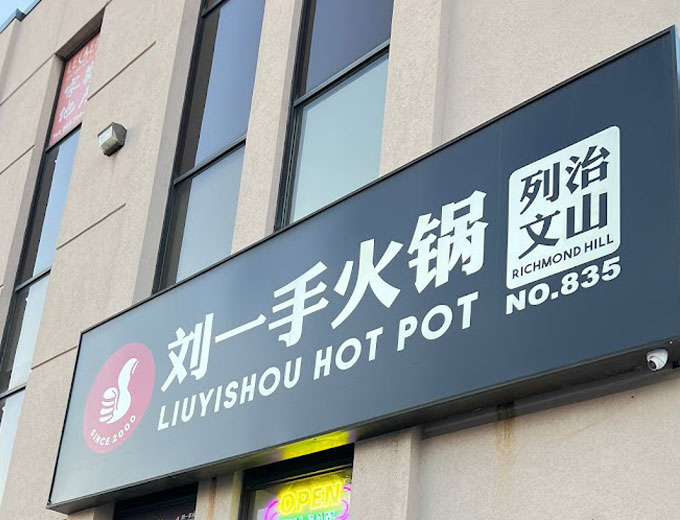 刘一手火锅
LIUYISHOU HOT POT
SINCE 2000
列治
文山
RICHMOND HILL
NO.835
OPEN